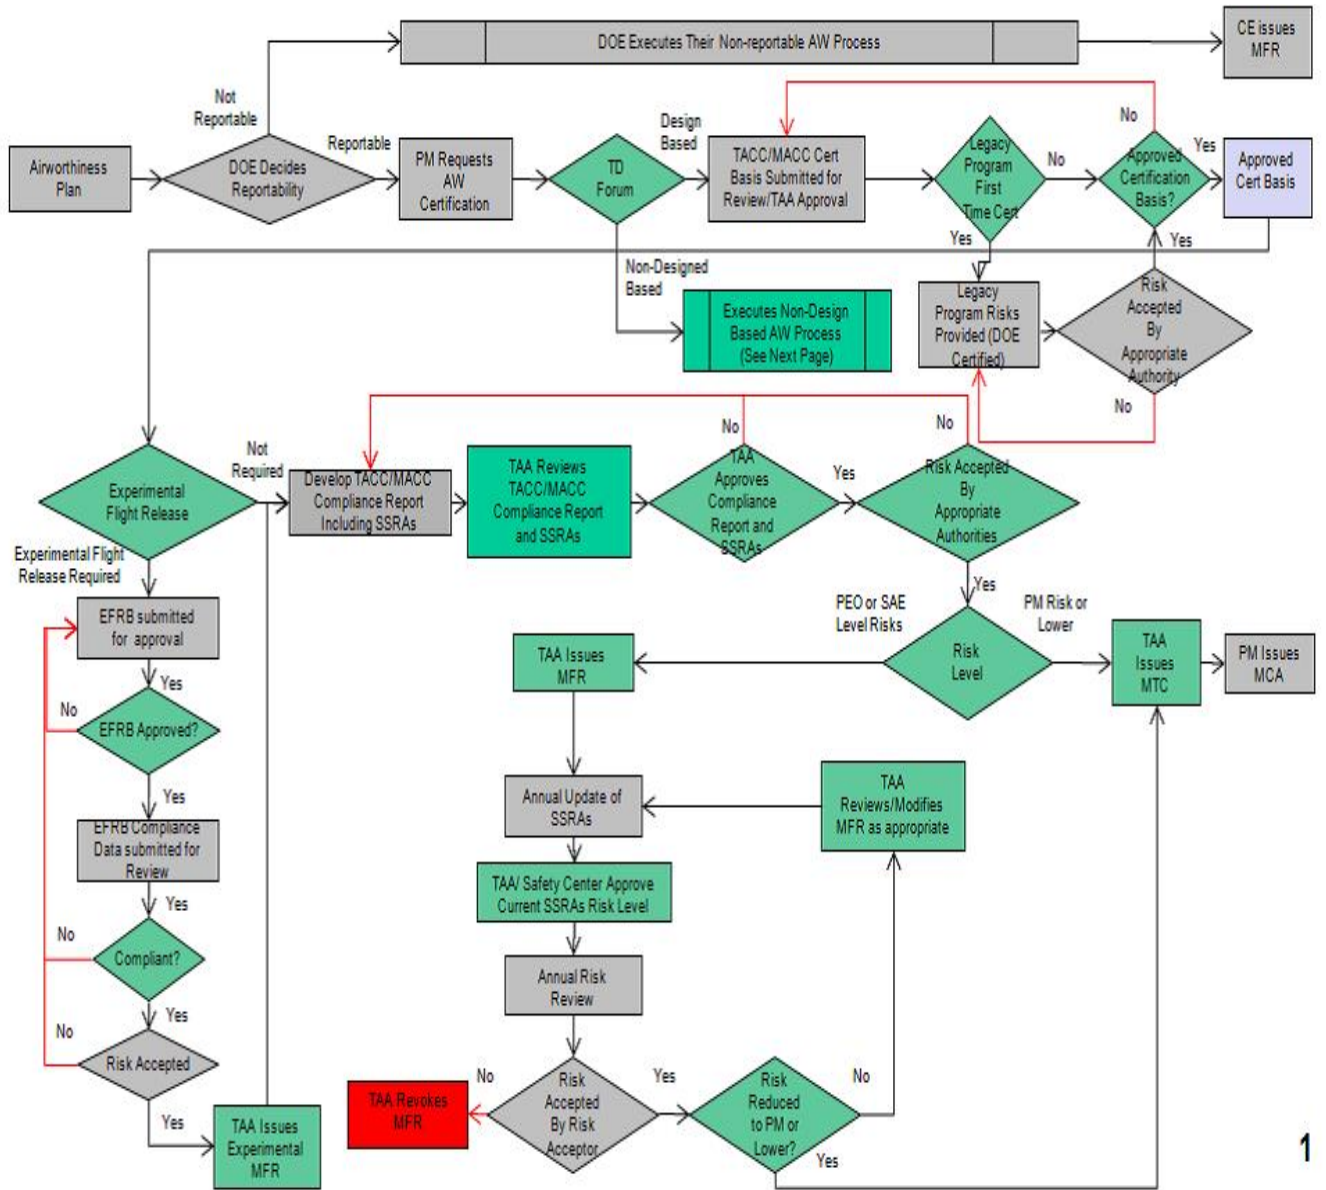 DOE Executes Their Non-reportable AW Process
CE issues
MFR
Not
Reportable
Airworthiness
Plan
DOE Decides
Reportability
Reportable
PM Requests
AW
Certification
TD
Forum
Design
Based
TACC/MACC Cert
Basis Submitted for
Review/TAA Approval
Legacy
Program
First
Time Cert
No
No
Approved
Certification
Basis?
Yes
Approved
Cert Basis
Yes
Yes
Non-Designed
Based
Executes Non-Design
Based AW Process
(See Next Page)
Legacy
Program Risks
Provided (DOE
Certified)
Risk
Accepted
By
Appropriate
Authority
No
Experimental
Flight Release
Not
Required
Develop TACC/MACC
Compliance Report
Including SSRAs
TAA Reviews
TACC/MACC
Compliance Report
and SSRAs
No
TAA
Approves
Compliance
Report and
SSRAs
Yes
No
Risk Accepted
By
Appropriate
Authorities
Yes
Experimental Flight
Release Required
EFRB submitted
for approval
Yes
No
EFRB Approved?
Yes
EFRB Compliance
Data submitted for
Review
Yes
No
Compliant?
Yes
No
Risk Accepted
Yes
TAA Issues
Experimental
MFR
PEO or SAE
Level Risks
PM Risk or
Lower
Risk
Level
TAA Issues
MFR
TAA
Issues
MTC
PM Issues
MCA
Annual Update of
SSRAs
TAA
Reviews/Modifies
MFR as appropriate
TAA/ Safety Center Approve
Current SSRAs Risk Level
Annual Risk
Review
TAA Revokes
MFR
No
Risk
Accepted
By Risk
Acceptor
Yes
Risk
Reduced
to PM or
Lower?
No
Yes
1